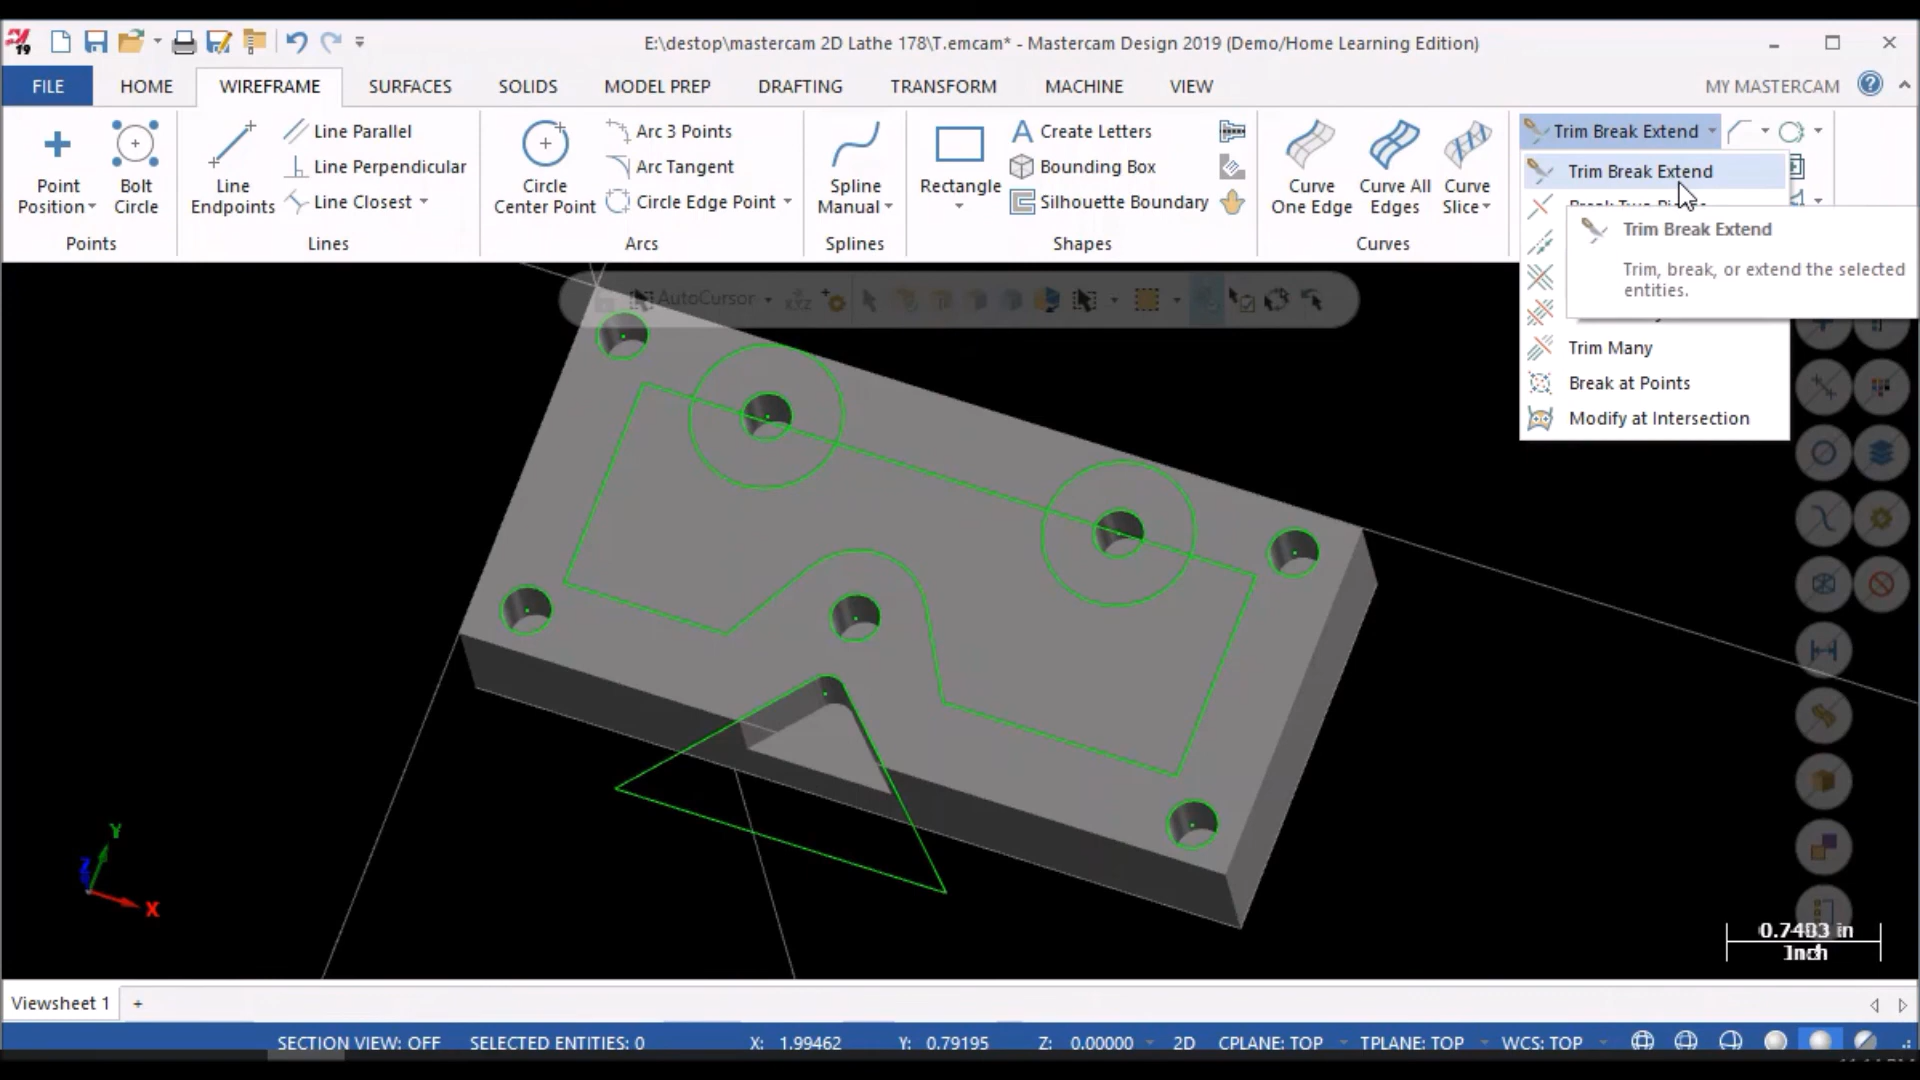 19
E:\destop\mastercam 2D Lathe 178\T.emcam* - Mastercam Design 2019 (Demo/Home Learning Edition)
FILE HOME WIREFRAME SURFACES SOLIDS MODEL PREP DRAFTING TRANSFORM MACHINE VIEW MY MASTERCAM
Point Position
Bolt Circle
Points
Line Endpoints
Line Parallel
Line Perpendicular
Line Closest
Lines
Circle Center Point
Arc 3 Points
Arc Tangent
Circle Edge Point
Arcs
Spline Manual
Splines
Rectangle
Create Letters
Bounding Box
Silhouette Boundary
Shapes
Curve One Edge
Curve All Edges
Curve Slice
Curves
Trim Break Extend
Trim Break Extend
Trim Break Extend
Trim, break, or extend the selected
entities.
Trim Many
Break at Points
Modify at Intersection
AutoCursor
Y
Z
X
in
Inch
Viewsheet 1 +
SECTION VIEW: OFF SELECTED ENTITIES: 0 X: 1.99462 Y: 0.79195 Z: 0.00000 2D CPLANE: TOP TPLANE: TOP WCS: TOP